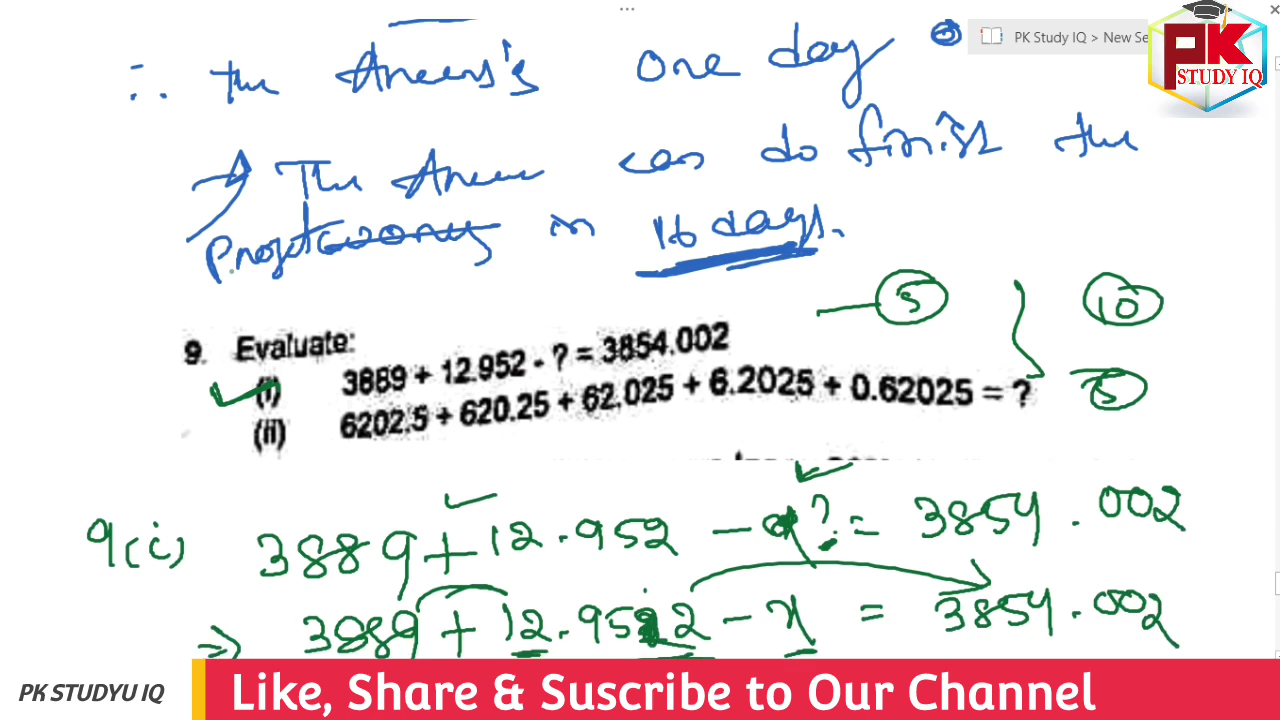 ...
PK Study IQ > New Se
PK
STUDY IQ
∴ the one day
→ The can do finish the
Project in 16 days.
5
10
5
9. Evaluate:
(i) 3889 + 12.952 - ? = 3854.002
(ii) 6202.5 + 620.25 + 62.025 + 6.2025 + 0.62025 = ?
9(i) 3889 + 12.952 - ? = 3854.002
⇒ 3889 + 12.952 - x = 3854.002
PK STUDYU IQ
Like, Share & Suscribe to Our Channel